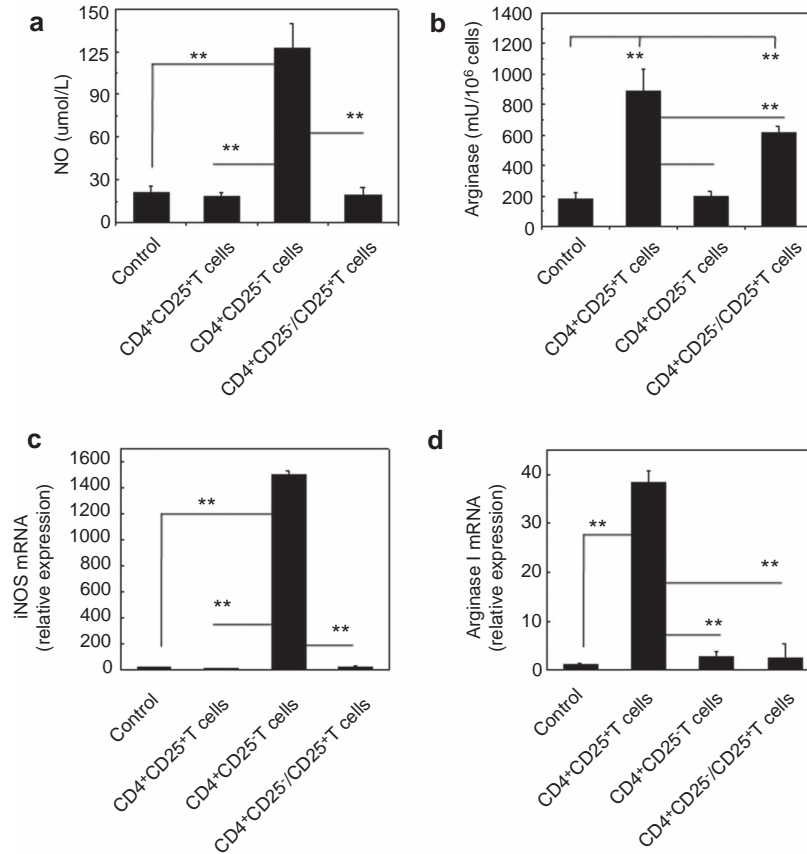 a
NO (umol/L)
150
120
90
60
30
0
**
**
**
Control
CD4⁺CD25⁺T cells
CD4⁺CD25⁻T cells
CD4⁺CD25⁻/CD25⁺T cells
b
Arginase (mU/10⁶ cells)
1400
1200
1000
800
600
400
200
0
**
**
**
Control
CD4⁺CD25⁺T cells
CD4⁺CD25⁻T cells
CD4⁺CD25⁻/CD25⁺T cells
c
iNOS mRNA
(relative expression)
1600
1400
1200
1000
800
600
400
200
0
**
**
**
Control
CD4⁺CD25⁺T cells
CD4⁺CD25⁻T cells
CD4⁺CD25⁻/CD25⁺T cells
d
Arginase I mRNA
(relative expression)
40
30
20
10
0
**
**
**
Control
CD4⁺CD25⁺T cells
CD4⁺CD25⁻T cells
CD4⁺CD25⁻/CD25⁺T cells